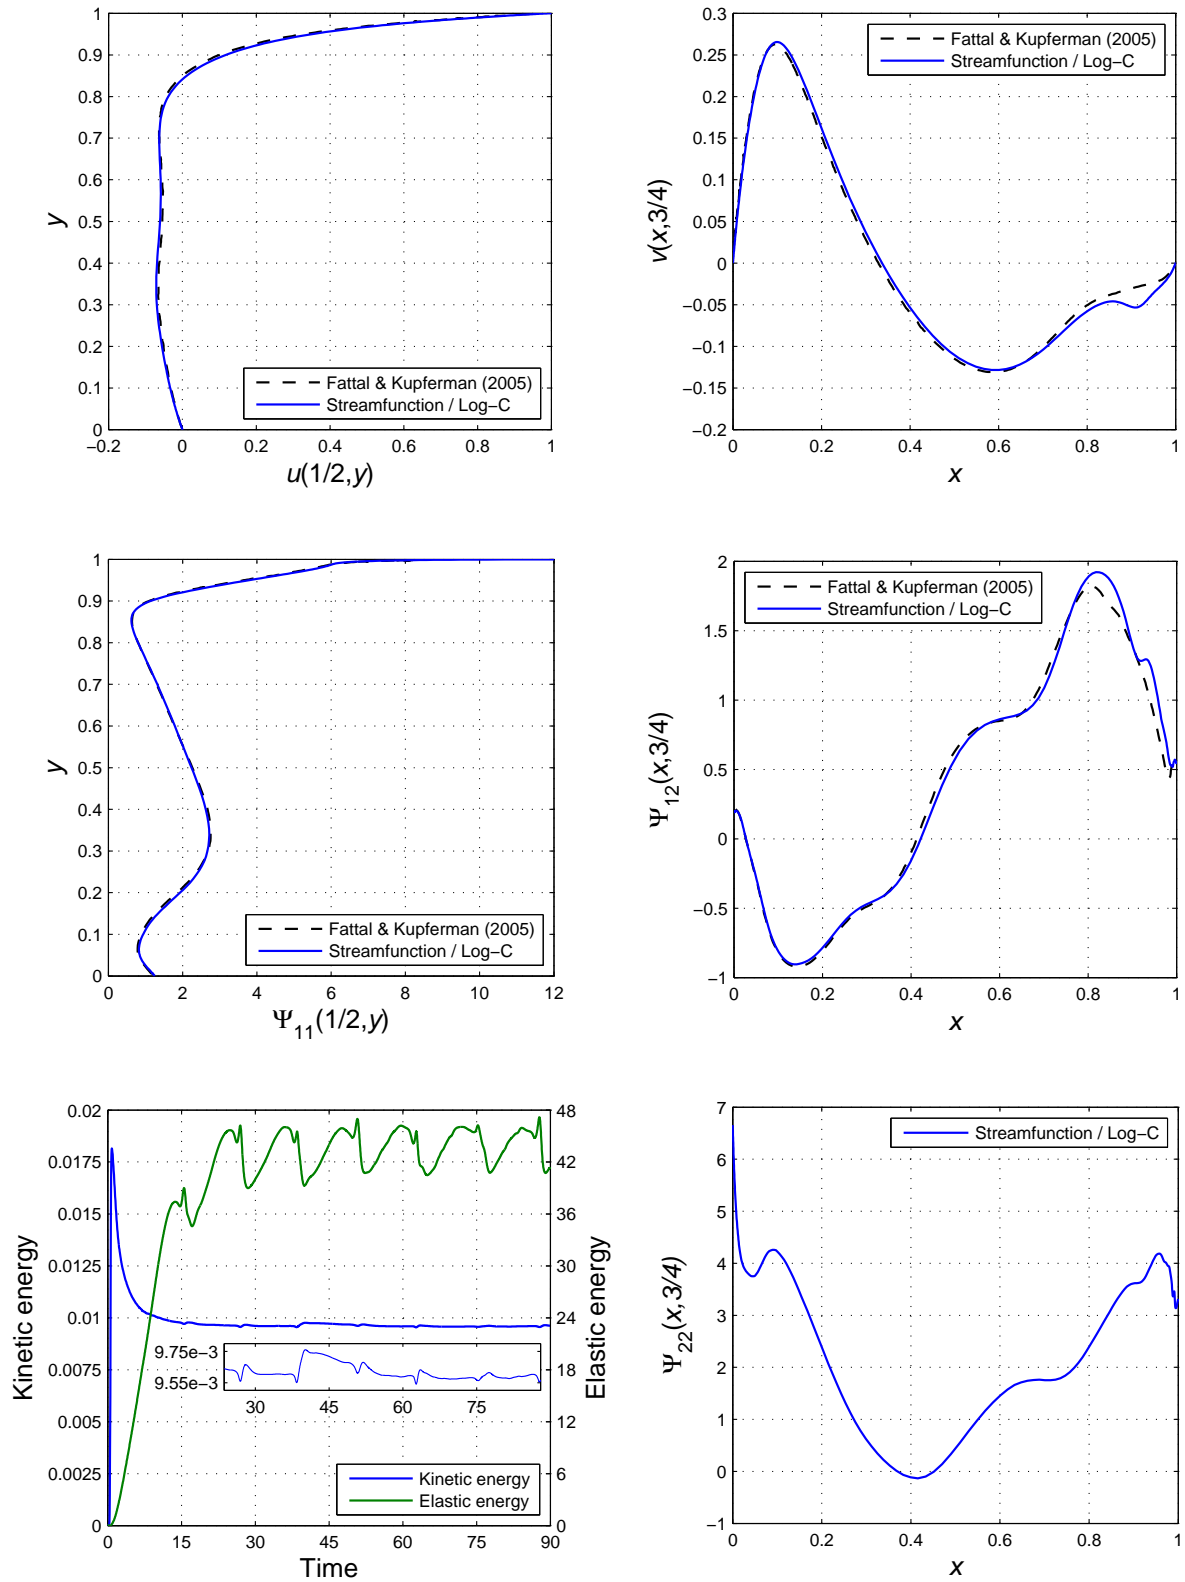 1
0.9
0.8
0.7
0.6
0.5
0.4
0.3
0.2
0.1
0
−0.2 0 0.2 0.4 0.6 0.8 1
y
u(1/2,y)
Fattal & Kupferman (2005)
Streamfunction / Log−C
0.3
0.25
0.2
0.15
0.1
0.05
0
−0.05
−0.1
−0.15
−0.2
0 0.2 0.4 0.6 0.8 1
v(x,3/4)
x
Fattal & Kupferman (2005)
Streamfunction / Log−C
1
0.9
0.8
0.7
0.6
0.5
0.4
0.3
0.2
0.1
0
0 2 4 6 8 10 12
y
Ψ11(1/2,y)
Fattal & Kupferman (2005)
Streamfunction / Log−C
2
1.5
1
0.5
0
−0.5
−1
0 0.2 0.4 0.6 0.8 1
Ψ12(x,3/4)
x
Fattal & Kupferman (2005)
Streamfunction / Log−C
0.02
0.0175
0.015
0.0125
0.01
0.0075
0.005
0.0025
0
48
42
36
30
24
18
12
6
0
0 15 30 45 60 75 90
Kinetic energy
Elastic energy
Time
9.75e−3
9.55e−3
30 45 60 75
Kinetic energy
Elastic energy
7
6
5
4
3
2
1
0
−1
0 0.2 0.4 0.6 0.8 1
Ψ22(x,3/4)
x
Streamfunction / Log−C